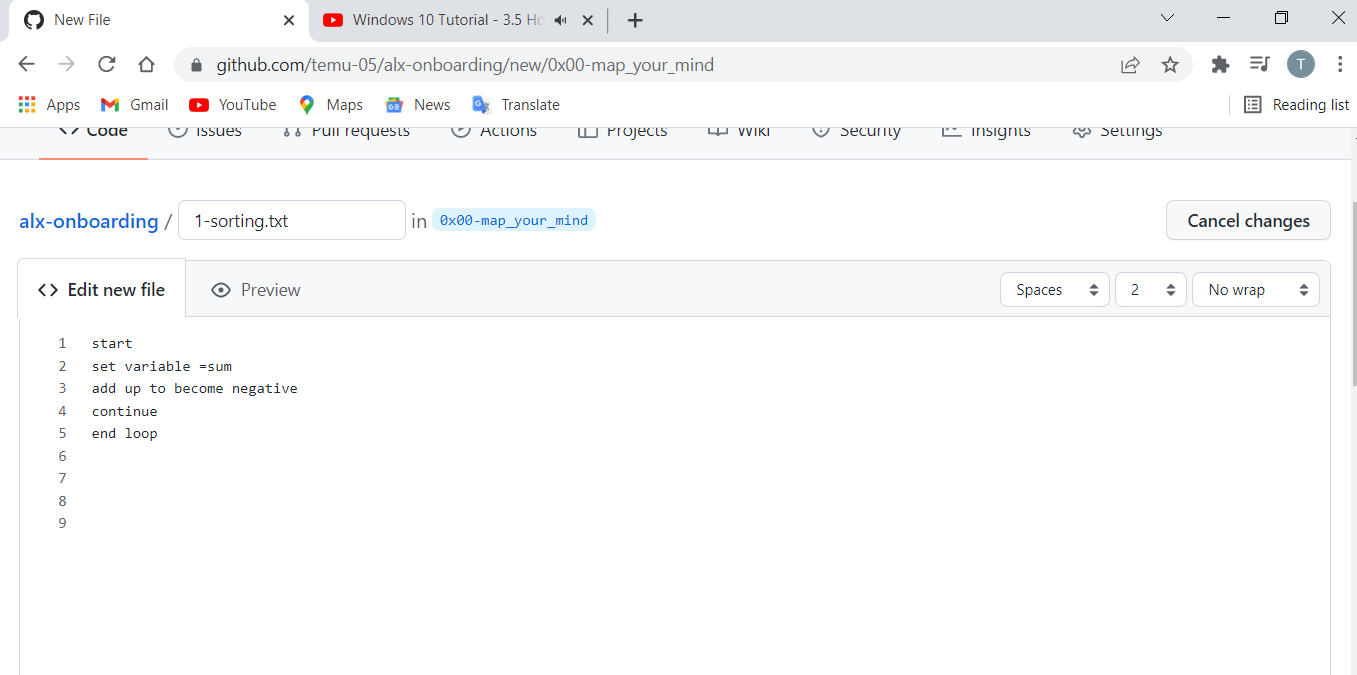 New File
Windows 10 Tutorial - 3.5 Ho
github.com/temu-05/alx-onboarding/new/0x00-map_your_mind
T
Apps Gmail YouTube Maps News Translate Reading list
Code Issues Pull requests Actions Projects Wiki Security Insights Settings
alx-onboarding / 1-sorting.txt in 0x00-map_your_mind Cancel changes
<> Edit new file Preview Spaces 2 No wrap
1 start
2 set variable =sum
3 add up to become negative
4 continue
5 end loop
6
7
8
9